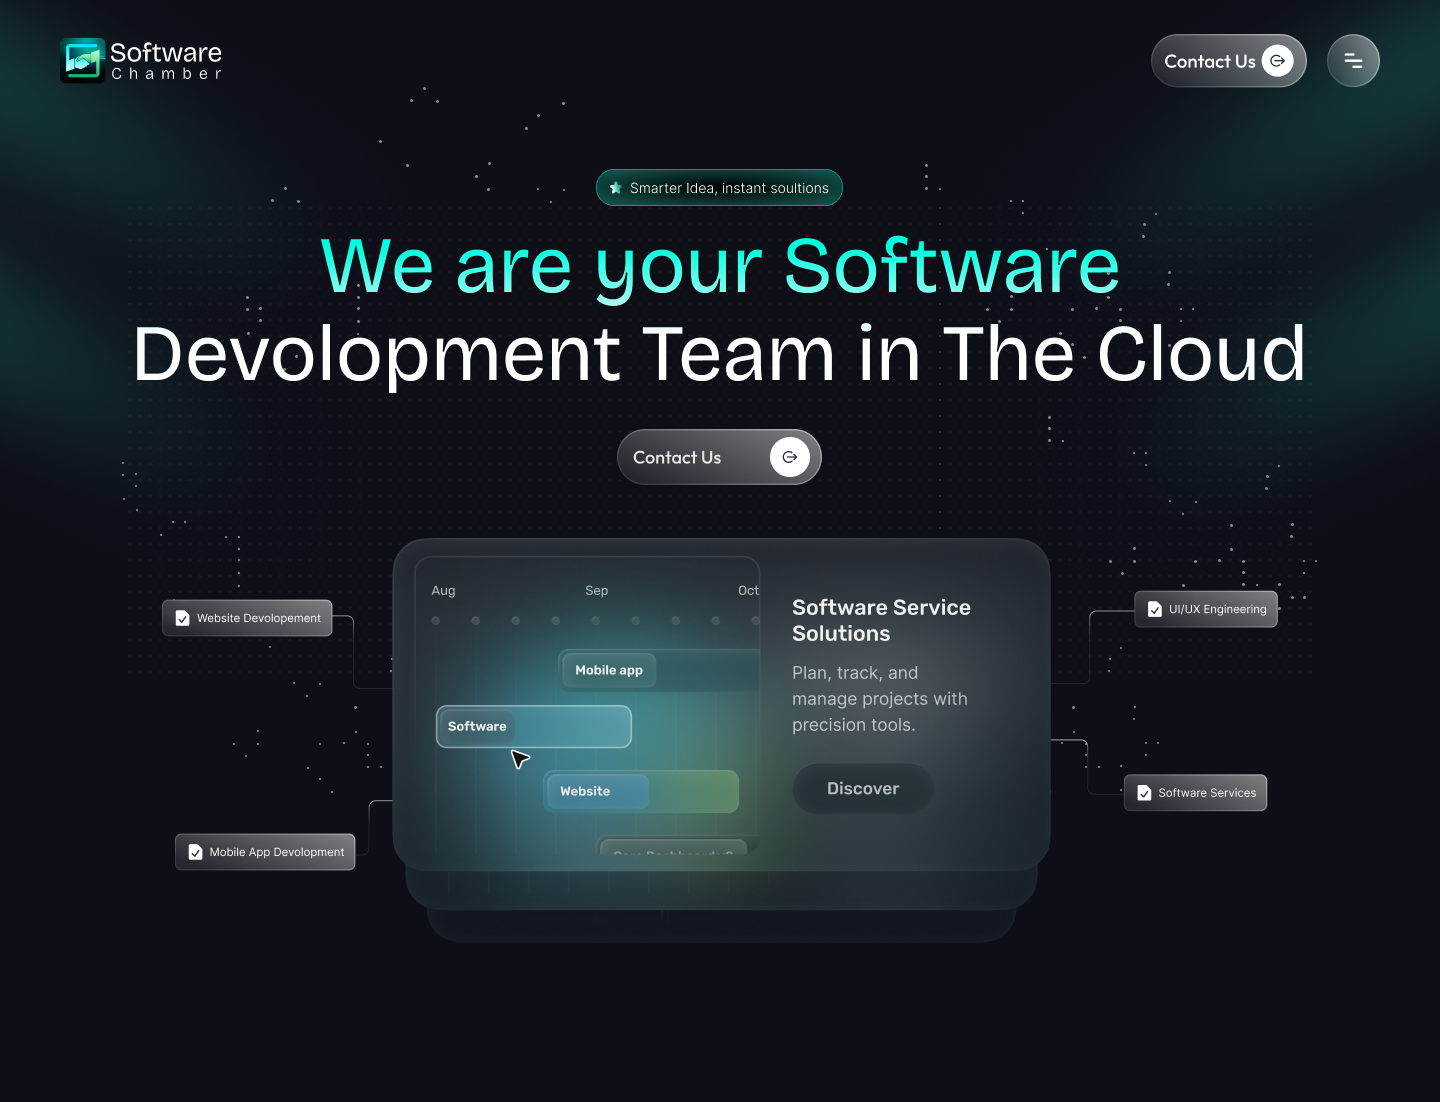 Software
Chamber
Contact Us
Smarter Idea, instant soultions
We are your Software
Devolopment Team in The Cloud
Contact Us
Aug Sep Oct
Mobile app
Software
Website
Software Service
Solutions
Plan, track, and
manage projects with
precision tools.
Discover
Website Devolopement
Mobile App Devolopment
UI/UX Engineering
Software Services